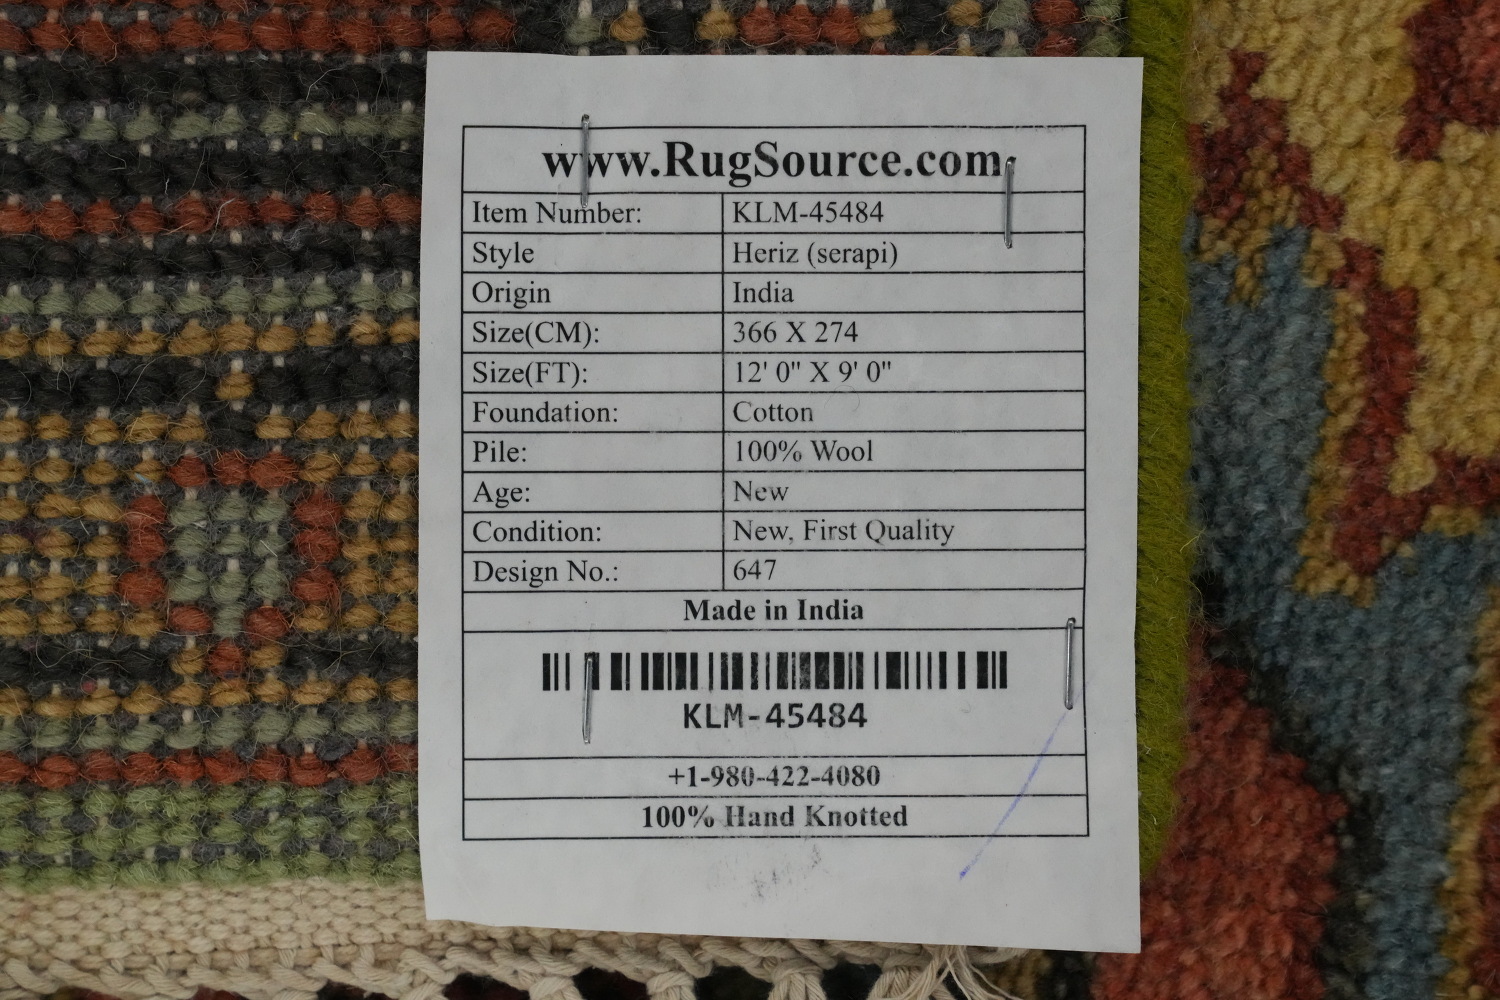 www.RugSource.com
Item Number: KLM-45484
Style Heriz (serapi)
Origin India
Size(CM): 366 X 274
Size(FT): 12' 0" X 9' 0"
Foundation: Cotton
Pile: 100% Wool
Age: New
Condition: New, First Quality
Design No.: 647
Made in India
KLM-45484
+1-980-422-4080
100% Hand Knotted